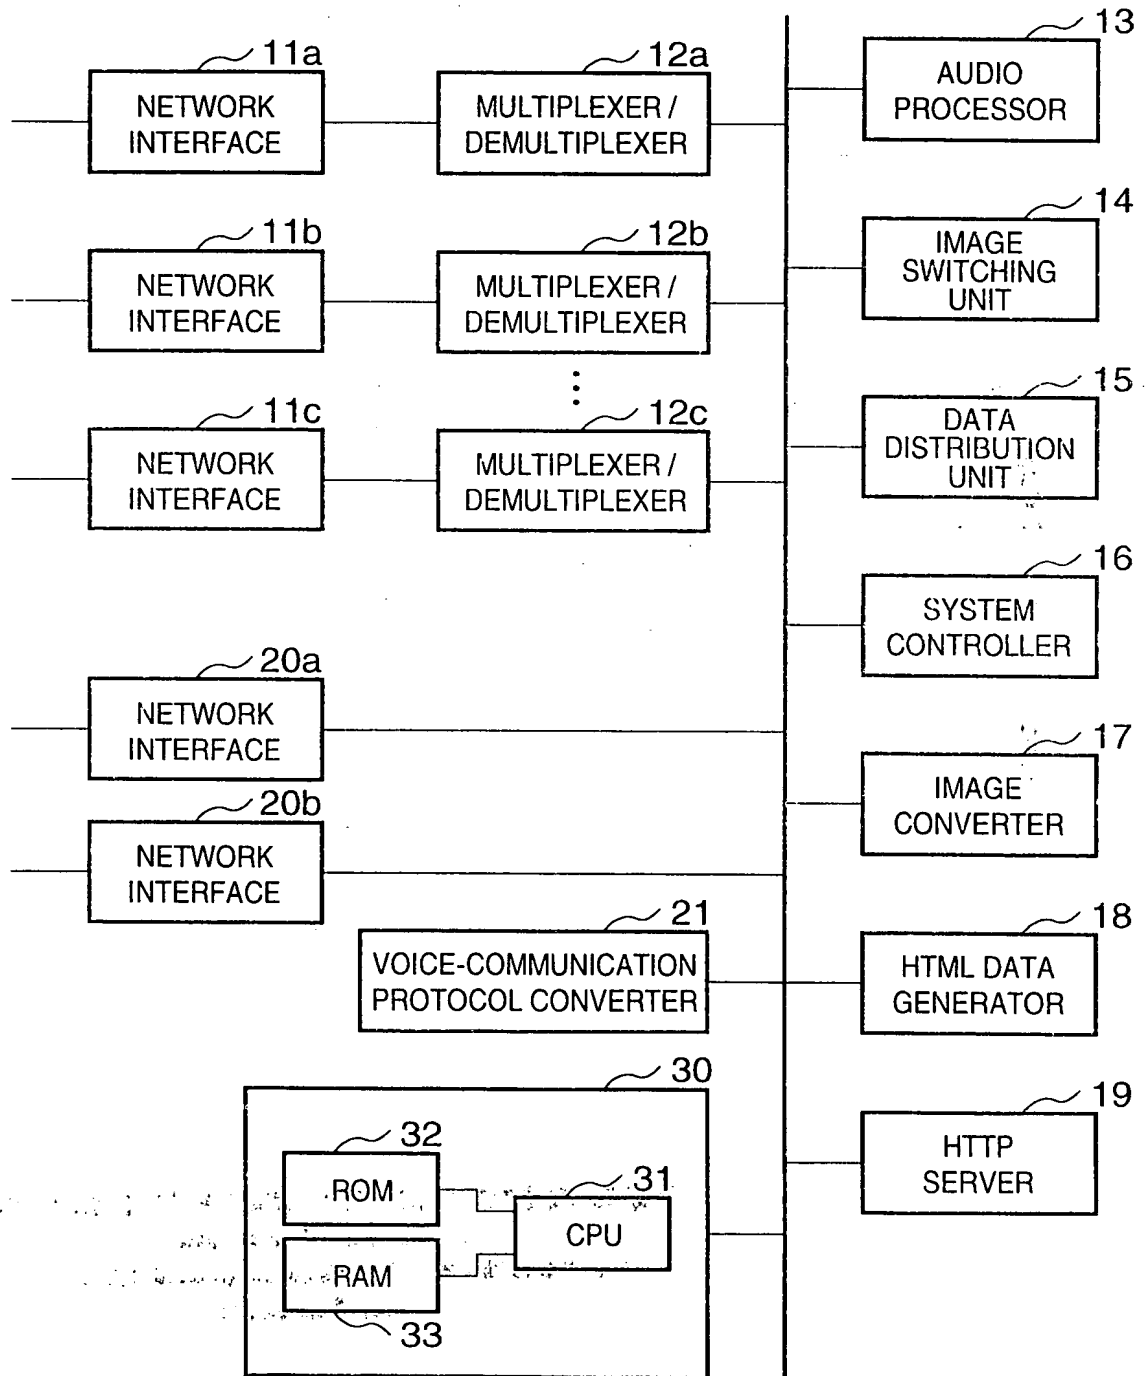 11a
NETWORK
INTERFACE
12a
MULTIPLEXER /
DEMULTIPLEXER
13
AUDIO
PROCESSOR
11b
NETWORK
INTERFACE
12b
MULTIPLEXER /
DEMULTIPLEXER
14
IMAGE
SWITCHING
UNIT
11c
NETWORK
INTERFACE
12c
MULTIPLEXER /
DEMULTIPLEXER
15
DATA
DISTRIBUTION
UNIT
16
SYSTEM
CONTROLLER
20a
NETWORK
INTERFACE
17
IMAGE
CONVERTER
20b
NETWORK
INTERFACE
21
VOICE-COMMUNICATION
PROTOCOL CONVERTER
18
HTML DATA
GENERATOR
30
32
ROM
31
CPU
RAM
33
19
HTTP
SERVER